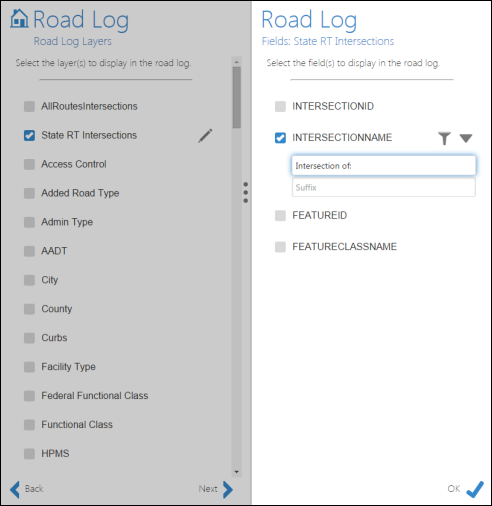 Road Log
Road Log Layers
Select the layer(s) to display in the road log.
AllRoutesIntersections
State RT Intersections
Access Control
Added Road Type
Admin Type
AADT
City
County
Curbs
Facility Type
Federal Functional Class
Functional Class
HPMS
Back
Next
Road Log
Fields: State RT Intersections
Select the field(s) to display in the road log.
INTERSECTIONID
INTERSECTIONNAME
Intersection of:
Suffix
FEATUREID
FEATURECLASSNAME
OK